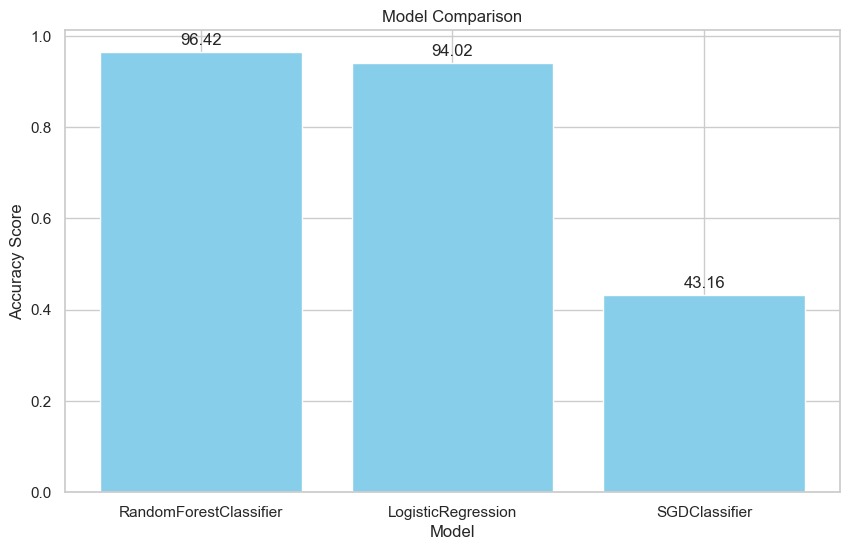 Model Comparison
96.42
94.02
43.16
1.0
0.8
0.6
0.4
0.2
0.0
Accuracy Score
RandomForestClassifier LogisticRegression SGDClassifier
Model